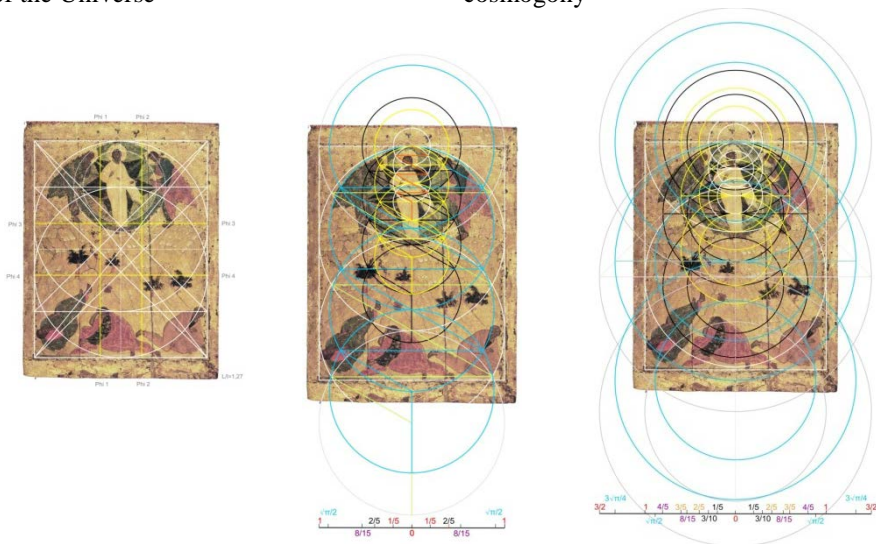 of the Universe
cosmogony
Phi 1 Phi 2
Phi 3 Phi 3
Phi 4 Phi 4
Phi 1 Phi 2
L/l=1.27
√π/2 √π/2
1 2/5 1/5 1/5 2/5 1
8/15 0 8/15
3√π/4 3√π/4
3/2 1 4/5 3/5 2/5 1/5 1/5 2/5 3/5 4/5 1 3/2
√π/2 8/15 3/10 0 3/10 8/15 √π/2